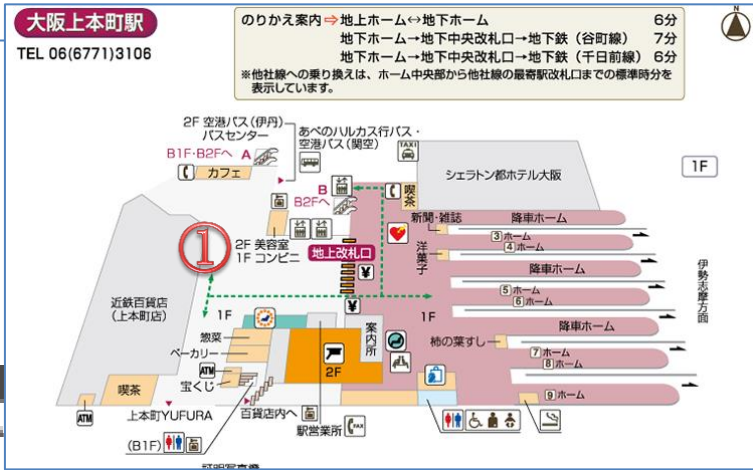 大阪上本町駅
TEL 06(6771)3106
のりかえ案内⇨地上ホーム↔地下ホーム 6分
地下ホーム→地下中央改札口→地下鉄（谷町線） 7分
地下ホーム→地下中央改札口→地下鉄（千日前線） 6分
※他社線への乗り換えは、ホーム中央部から他社線の最寄駅改札口までの標準時分を
表示しています。
N
1F
2F 空港バス(伊丹)
バスセンター
あべのハルカス行バス・
空港バス(関空)
TAXI
B1F・B2Fへ A
カフェ
B
B2Fへ
喫茶
シェラトン都ホテル大阪
新聞・雑誌
降車ホーム
3 ホーム
4 ホーム
①
2F 美容室
1F コンビニ
地上改札口
洋菓子
降車ホーム
伊勢志摩方面
近鉄百貨店
(上本町店)
¥
¥
5 ホーム
6 ホーム
1F
案内所
1F
降車ホーム
惣菜
柿の葉すし
ベーカリー
2F
7 ホーム
8 ホーム
ATM
宝くじ
喫茶
9 ホーム
ATM
上本町YUFURA
百貨店内へ
駅営業所
FAX
(B1F)
証明写真機